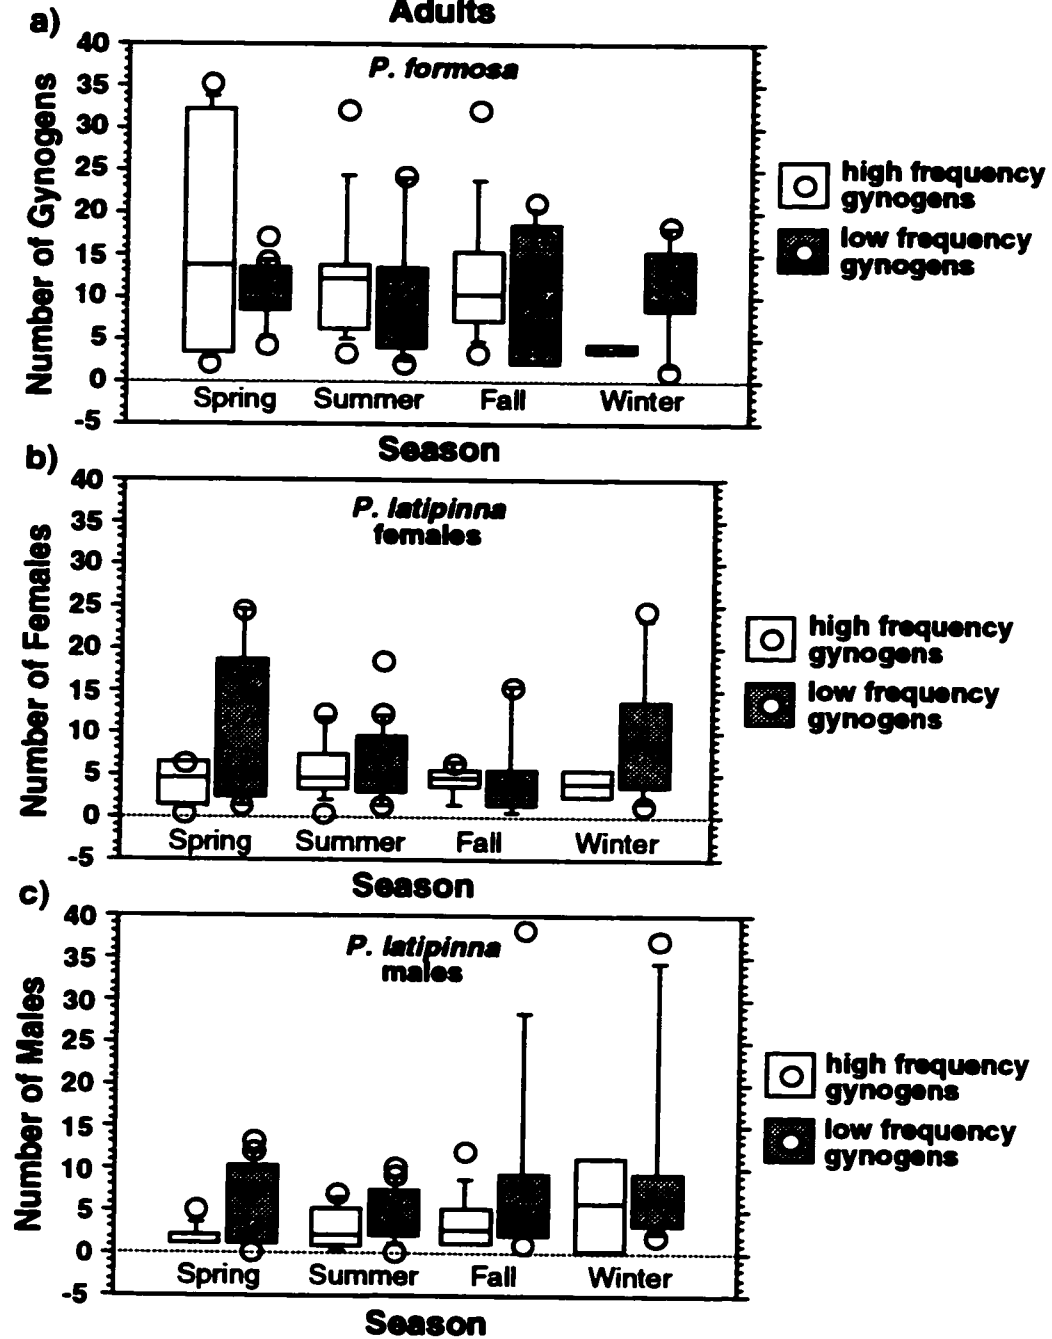 Adults
a)
P. formosa
Number of Gynogens
40
35
30
25
20
15
10
5
0
-5
Spring
Summer
Fall
Winter
Season
high frequency
gynogens
low frequency
gynogens
b)
P. latipinna
females
Number of Females
40
35
30
25
20
15
10
5
0
-5
Spring
Summer
Fall
Winter
Season
high frequency
gynogens
low frequency
gynogens
c)
P. latipinna
males
Number of Males
40
35
30
25
20
15
10
5
0
-5
Spring
Summer
Fall
Winter
Season
high frequency
gynogens
low frequency
gynogens